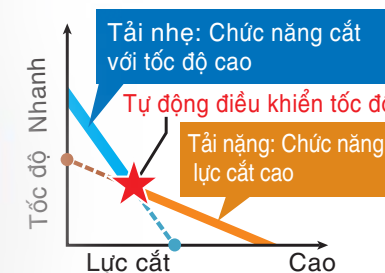 Tải nhẹ: Chức năng cắt
với tốc độ cao
Tự động điều khiển tốc độ
Tải nặng: Chức năng
lực cắt cao
Tốc độ Nhanh
Lực cắt Cao